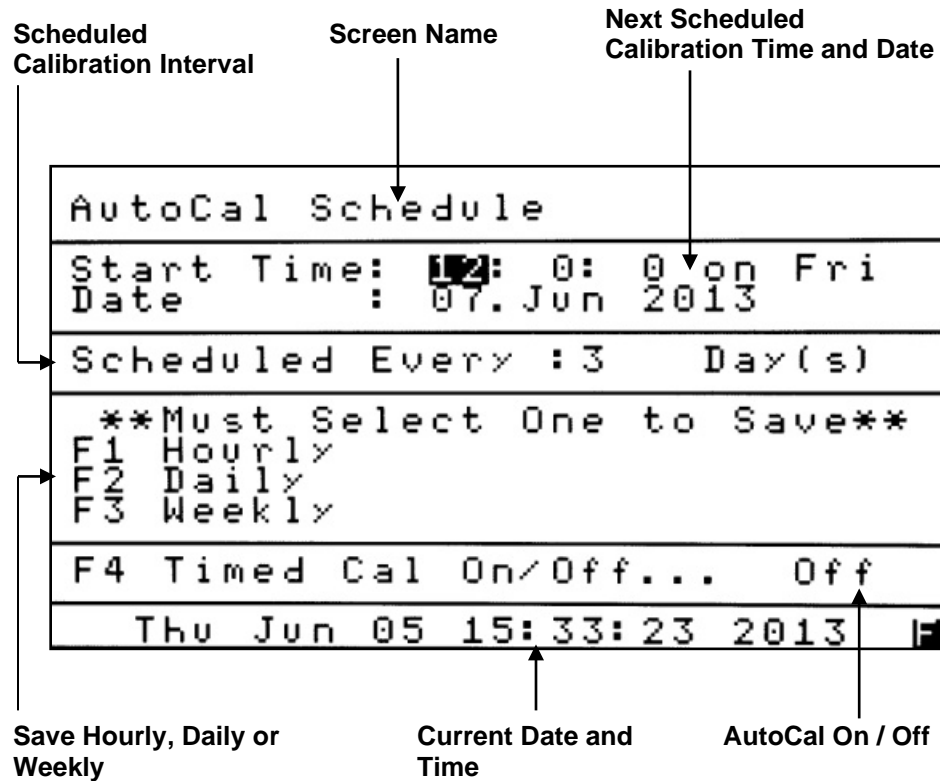 Scheduled
Calibration Interval
Screen Name
Next Scheduled
Calibration Time and Date
AutoCal Schedule
Start Time: 12: 0: 0 on Fri
Date : 07.Jun 2013
Scheduled Every :3 Day(s)
**Must Select One to Save**
F1 Hourly
F2 Daily
F3 Weekly
F4 Timed Cal On/Off... Off
Thu Jun 05 15:33:23 2013 F
Save Hourly, Daily or
Weekly
Current Date and
Time
AutoCal On / Off